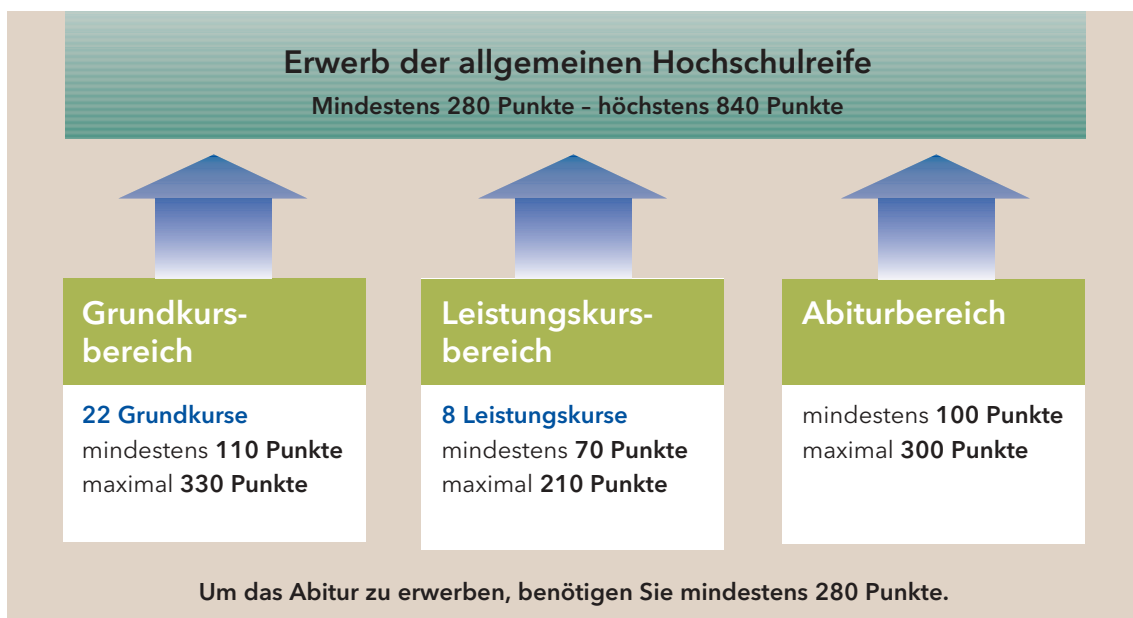 Erwerb der allgemeinen Hochschulreife
Mindestens 280 Punkte – höchstens 840 Punkte
Grundkurs-
bereich
22 Grundkurse
mindestens 110 Punkte
maximal 330 Punkte
Leistungskurs-
bereich
8 Leistungskurse
mindestens 70 Punkte
maximal 210 Punkte
Abiturbereich
mindestens 100 Punkte
maximal 300 Punkte
Um das Abitur zu erwerben, benötigen Sie mindestens 280 Punkte.